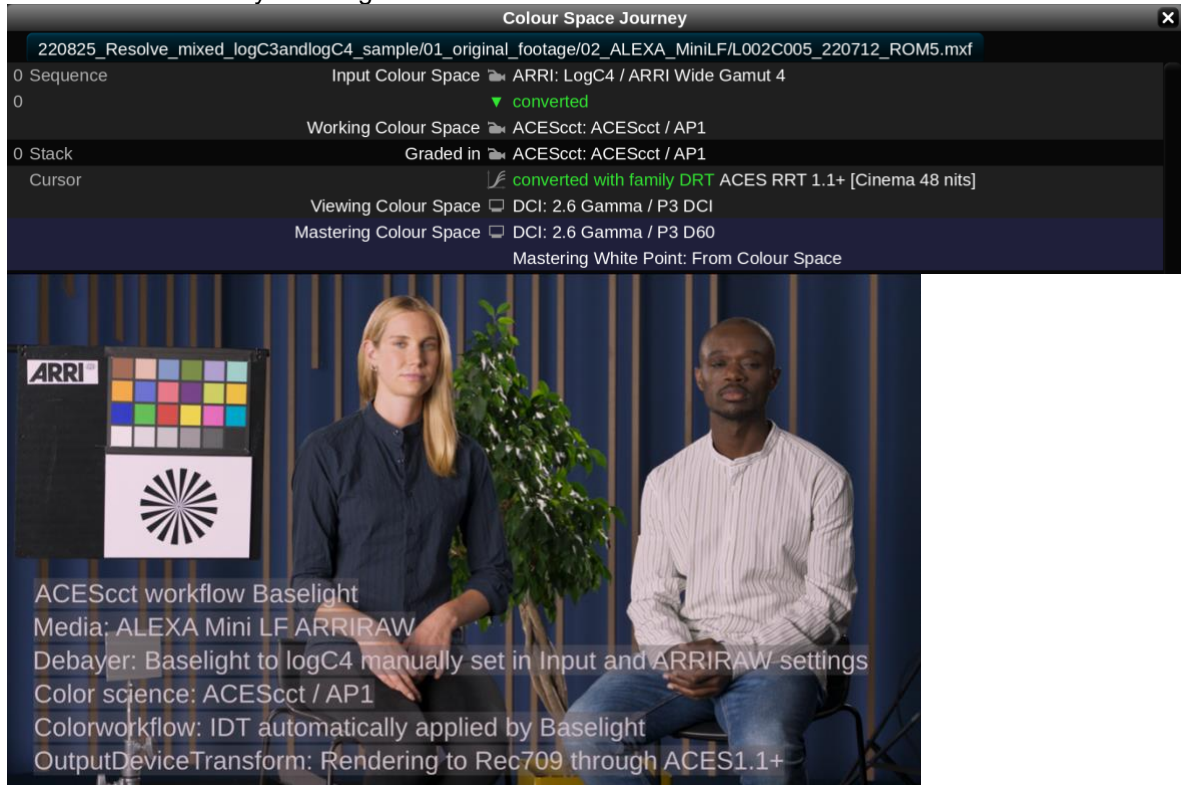 Colour Space Journey
220825_Resolve_mixed_logC3andlogC4_sample/01_original_footage/02_ALEXA_MiniLF/L002C005_220712_ROM5.mxf
0 Sequence Input Colour Space ARRI: LogC4 / ARRI Wide Gamut 4
0 ▼ converted
Working Colour Space ACEScct: ACEScct / AP1
0 Stack Graded in ACEScct: ACEScct / AP1
Cursor converted with family DRT ACES RRT 1.1+ [Cinema 48 nits]
Viewing Colour Space DCI: 2.6 Gamma / P3 DCI
Mastering Colour Space DCI: 2.6 Gamma / P3 D60
Mastering White Point: From Colour Space
ARRI
ACEScct workflow Baselight
Media: ALEXA Mini LF ARRIRAW
Debayer: Baselight to logC4 manually set in Input and ARRIRAW settings
Color science: ACEScct / AP1
Colorworkflow: IDT automatically applied by Baselight
OutputDeviceTransform: Rendering to Rec709 through ACES1.1+